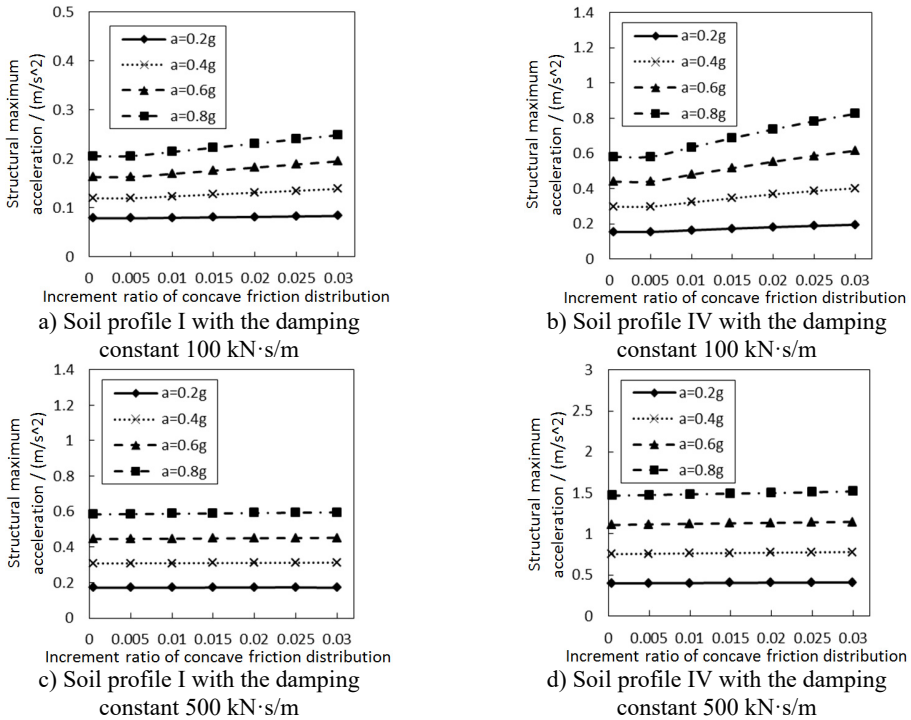 Structural maximum
acceleration / (m/s^2)
0.5
0.4
0.3
0.2
0.1
0
a=0.2g
a=0.4g
a=0.6g
a=0.8g
0 0.005 0.01 0.015 0.02 0.025 0.03
Increment ratio of concave friction distribution
a) Soil profile I with the damping
constant 100 kN·s/m
Structural maximum
acceleration / (m/s^2)
1.4
1.2
1
0.8
0.6
0.4
0.2
0
a=0.2g
a=0.4g
a=0.6g
a=0.8g
0 0.005 0.01 0.015 0.02 0.025 0.03
Increment ratio of concave friction distribution
b) Soil profile IV with the damping
constant 100 kN·s/m
Structural maximum
acceleration / (m/s^2)
1.4
1.2
1
0.8
0.6
0.4
0.2
0
a=0.2g
a=0.4g
a=0.6g
a=0.8g
0 0.005 0.01 0.015 0.02 0.025 0.03
Increment ratio of concave friction distribution
c) Soil profile I with the damping
constant 500 kN·s/m
Structural maximum
acceleration / (m/s^2)
3
2.5
2
1.5
1
0.5
0
a=0.2g
a=0.4g
a=0.6g
a=0.8g
0 0.005 0.01 0.015 0.02 0.025 0.03
Increment ratio of concave friction distribution
d) Soil profile IV with the damping
constant 500 kN·s/m